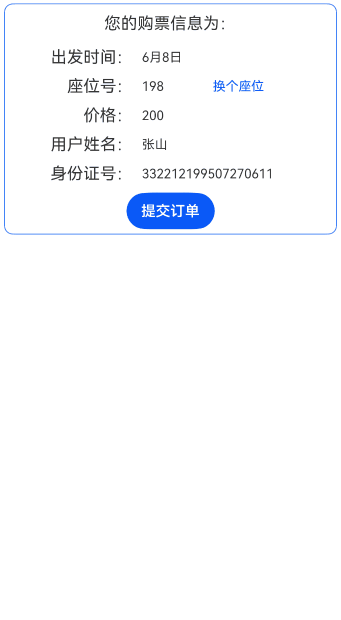 您的购票信息为：
出发时间： 6月8日
座位号： 198 换个座位
价格： 200
用户姓名： 张山
身份证号： 332212199507270611
提交订单